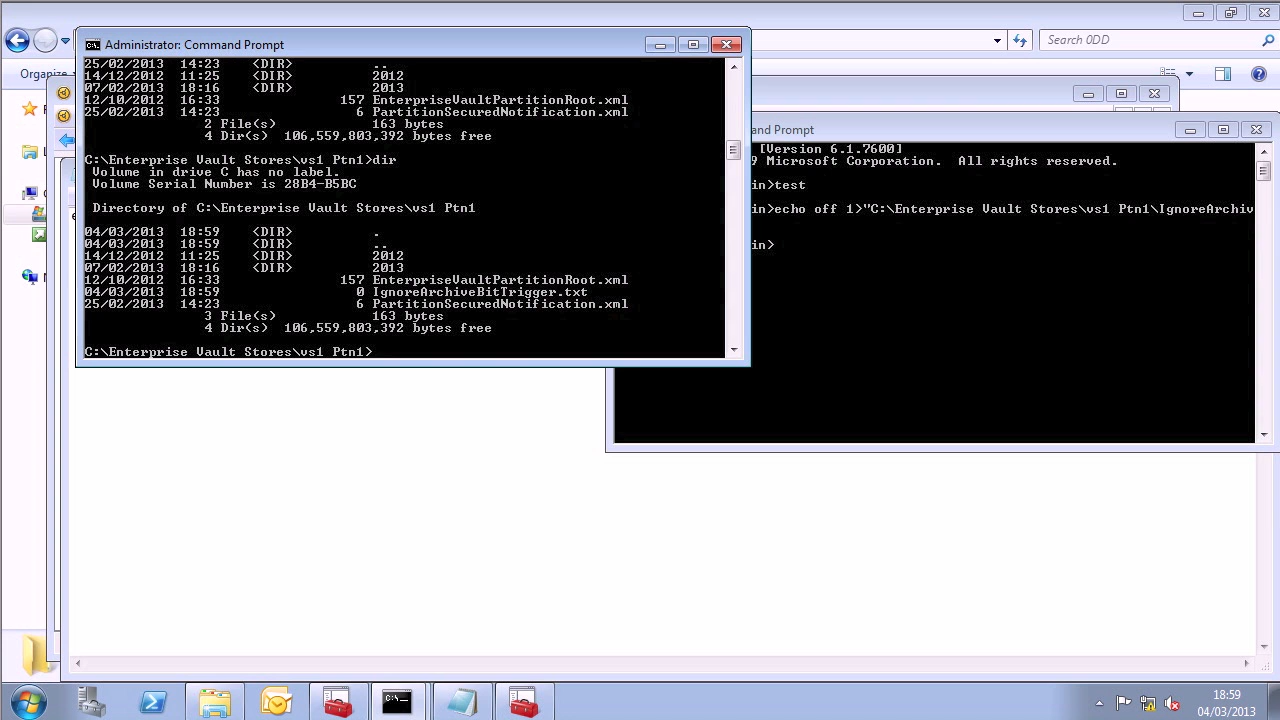 Administrator: Command Prompt
25/02/2013  14:23    <DIR>          ..
14/12/2012  11:25    <DIR>          2012
07/02/2013  18:16    <DIR>          2013
12/10/2012  16:33               157 EnterpriseVaultPartitionRoot.xml
25/02/2013  14:23                 6 PartitionSecuredNotification.xml
2 File(s)            163 bytes
4 Dir(s)  106,559,803,392 bytes free
C:\Enterprise Vault Stores\vs1 Ptn1>dir
Volume in drive C has no label.
Volume Serial Number is 28B4-B5BC
Directory of C:\Enterprise Vault Stores\vs1 Ptn1
04/03/2013  18:59    <DIR>          .
04/03/2013  18:59    <DIR>          ..
14/12/2012  11:25    <DIR>          2012
07/02/2013  18:16    <DIR>          2013
12/10/2012  16:33               157 EnterpriseVaultPartitionRoot.xml
04/03/2013  18:59                 0 IgnoreArchiveBitTrigger.txt
25/02/2013  14:23                 6 PartitionSecuredNotification.xml
3 File(s)            163 bytes
4 Dir(s)  106,559,803,392 bytes free
C:\Enterprise Vault Stores\vs1 Ptn1>
Search ODD
Organize
and Prompt
[Version 6.1.7600]
9 Microsoft Corporation.  All rights reserved.
in>test
in>echo off 1>"C:\Enterprise Vault Stores\vs1 Ptn1\IgnoreArchiv
in>
C:\_
18:59
04/03/2013